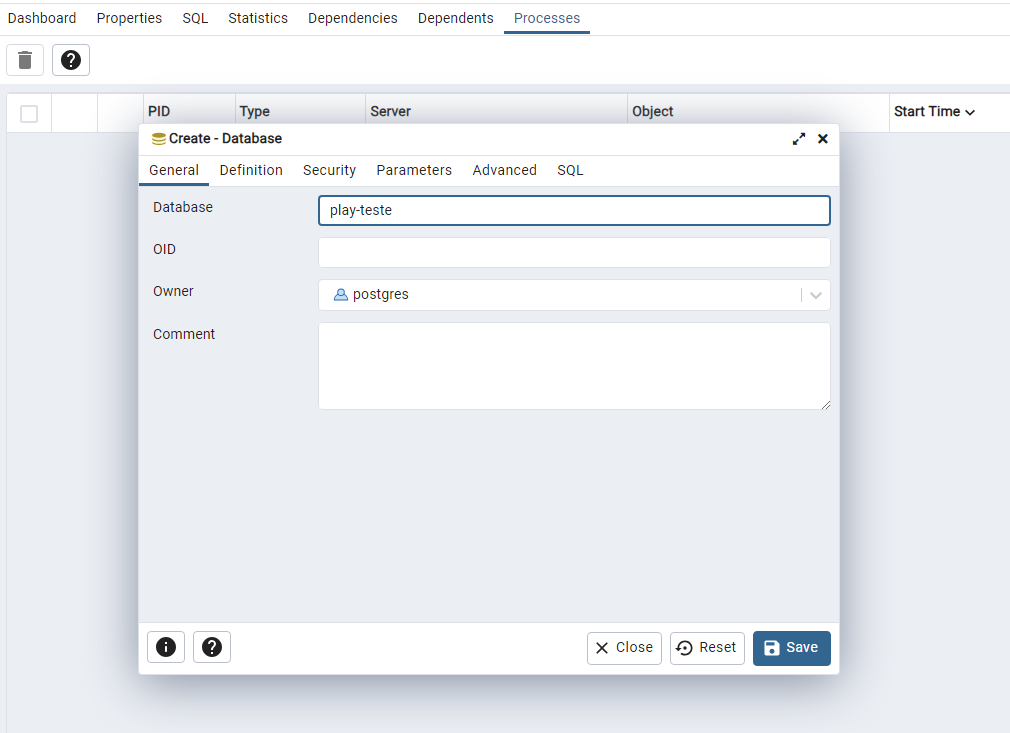 Dashboard Properties SQL Statistics Dependencies Dependents Processes
PID Type Server Object Start Time
Create - Database
General Definition Security Parameters Advanced SQL
Database play-teste
OID
Owner postgres
Comment
Close Reset Save